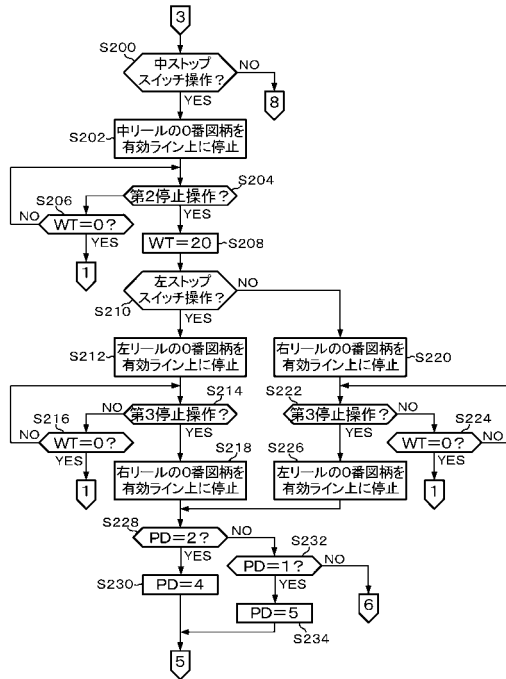 3
S200
中ストップ
スイッチ操作？
NO
8
YES
S202
中リールの0番図柄を
有効ライン上に停止
S204
第2停止操作？
S206
NO
WT=0？
YES
YES
WT=20
S208
1
左ストップ
スイッチ操作？
NO
S210
YES
S212
左リールの0番図柄を
有効ライン上に停止
右リールの0番図柄を
有効ライン上に停止
S220
S214
第3停止操作？
S222
第3停止操作？
NO
S216
NO
NO
WT=0？
YES
YES
YES
S224
WT=0？
NO
YES
1
S218
右リールの0番図柄を
有効ライン上に停止
S226
左リールの0番図柄を
有効ライン上に停止
1
S228
PD=2？
NO
S232
YES
PD=1？
NO
S230
PD=4
YES
6
PD=5
S234
5